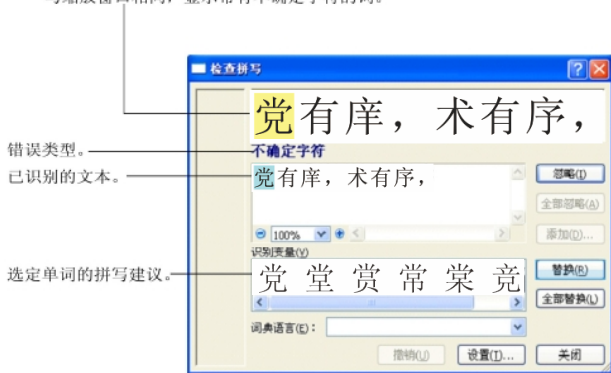 与缩放窗口相同，显示带有不确定字符的词。
检查拼写
党有庠，术有序，
错误类型。
不确定字符
已识别的文本。
党有庠，术有序，
忽略(I)
全部忽略(A)
100%
添加(D)...
识别变量(V)
选定单词的拼写建议。
党 堂 赏 常 棠 竞
替换(R)
全部替换(L)
词典语言(E)：
撤销(U)
设置(T)...
关闭